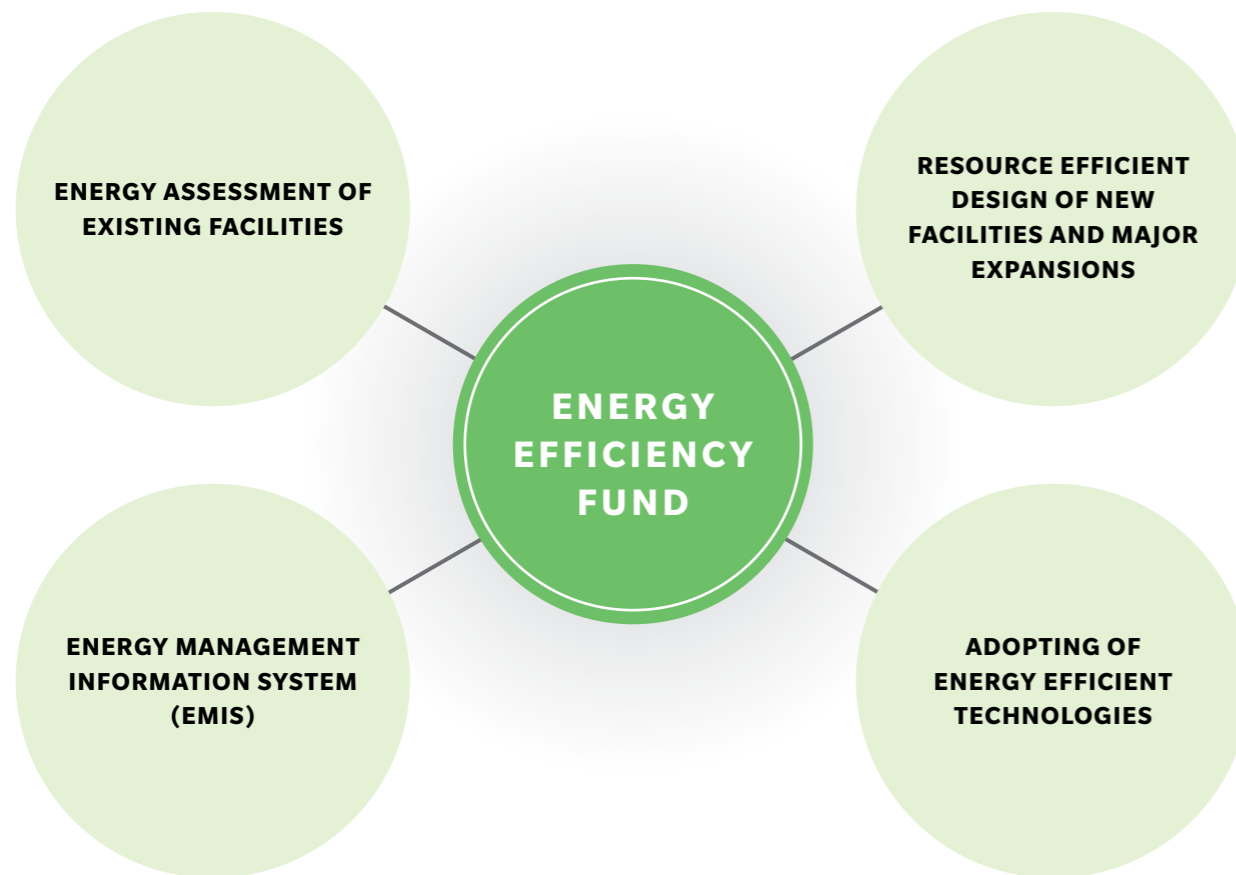 ENERGY ASSESSMENT OF
EXISTING FACILITIES
RESOURCE EFFICIENT
DESIGN OF NEW
FACILITIES AND MAJOR
EXPANSIONS
ENERGY
EFFICIENCY
FUND
ENERGY MANAGEMENT
INFORMATION SYSTEM
(EMIS)
ADOPTING OF
ENERGY EFFICIENT
TECHNOLOGIES